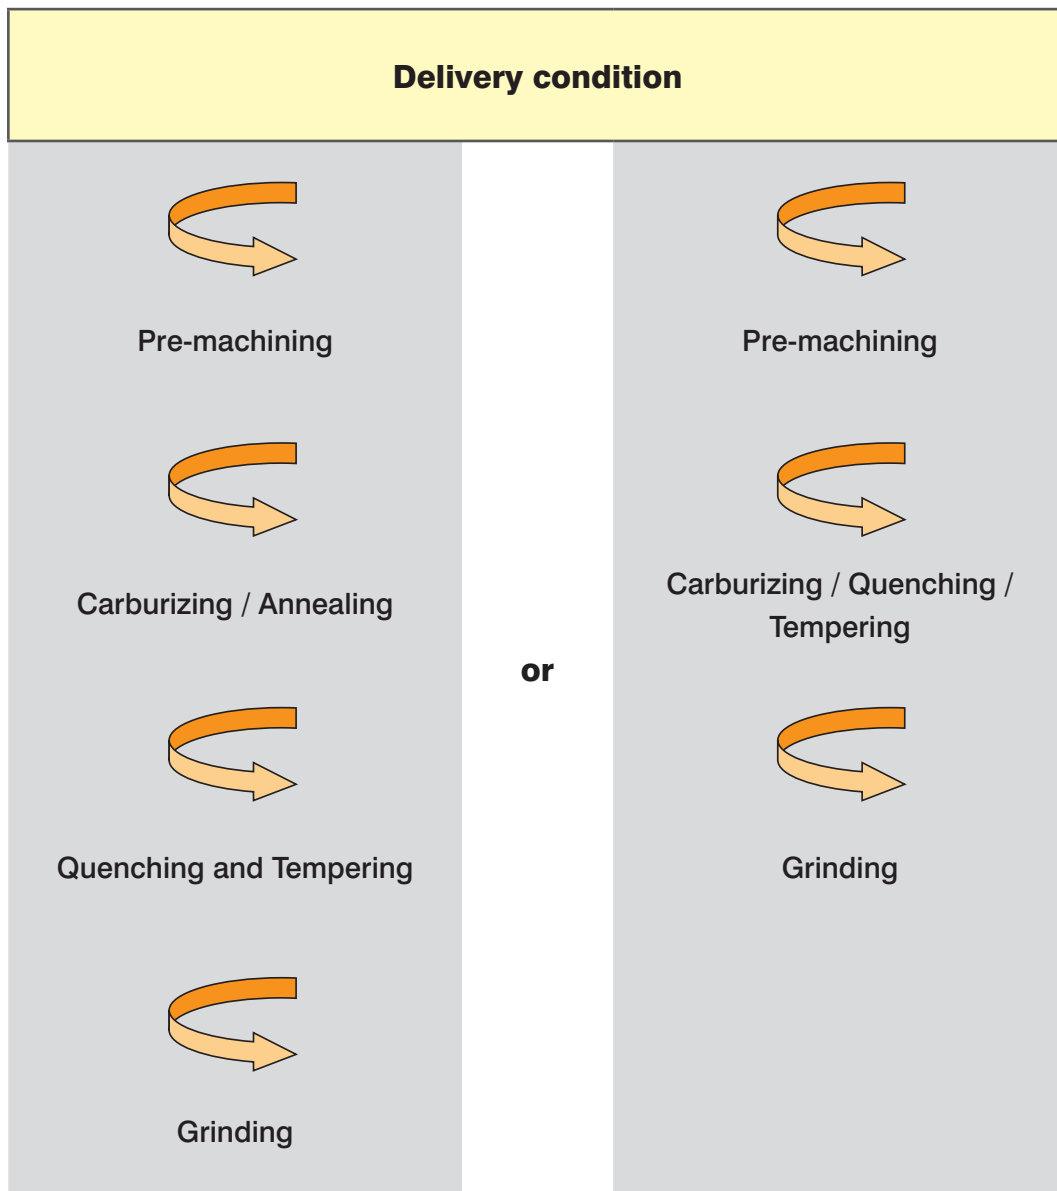 Delivery condition
Pre-machining
Carburizing / Annealing
Quenching and Tempering
Grinding
or
Pre-machining
Carburizing / Quenching /
Tempering
Grinding